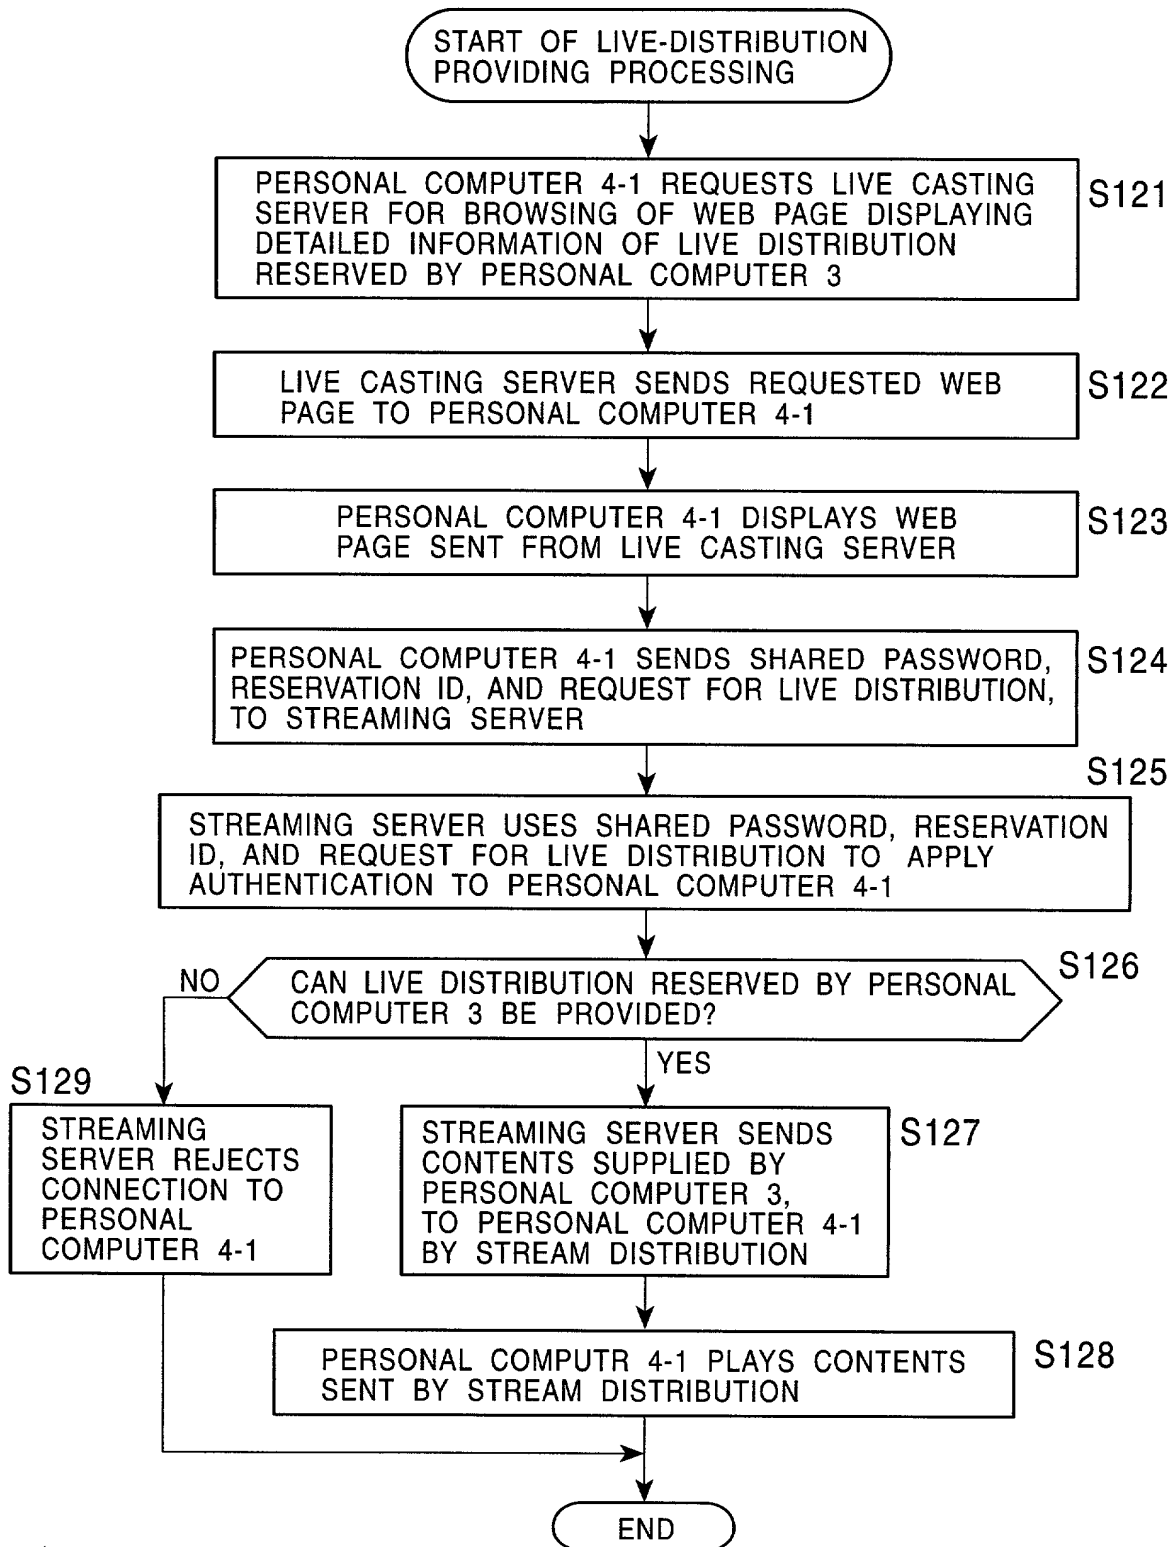 START OF LIVE-DISTRIBUTION
PROVIDING PROCESSING
PERSONAL COMPUTER 4-1 REQUESTS LIVE CASTING
SERVER FOR BROWSING OF WEB PAGE DISPLAYING
DETAILED INFORMATION OF LIVE DISTRIBUTION
RESERVED BY PERSONAL COMPUTER 3
S121
LIVE CASTING SERVER SENDS REQUESTED WEB
PAGE TO PERSONAL COMPUTER 4-1
S122
PERSONAL COMPUTER 4-1 DISPLAYS WEB
PAGE SENT FROM LIVE CASTING SERVER
S123
PERSONAL COMPUTER 4-1 SENDS SHARED PASSWORD,
RESERVATION ID, AND REQUEST FOR LIVE DISTRIBUTION,
TO STREAMING SERVER
S124
S125
STREAMING SERVER USES SHARED PASSWORD, RESERVATION
ID, AND REQUEST FOR LIVE DISTRIBUTION TO APPLY
AUTHENTICATION TO PERSONAL COMPUTER 4-1
S126
CAN LIVE DISTRIBUTION RESERVED BY PERSONAL
COMPUTER 3 BE PROVIDED?
NO
YES
S129
STREAMING
SERVER REJECTS
CONNECTION TO
PERSONAL
COMPUTER 4-1
STREAMING SERVER SENDS
CONTENTS SUPPLIED BY
PERSONAL COMPUTER 3,
TO PERSONAL COMPUTER 4-1
BY STREAM DISTRIBUTION
S127
PERSONAL COMPUTR 4-1 PLAYS CONTENTS
SENT BY STREAM DISTRIBUTION
S128
END